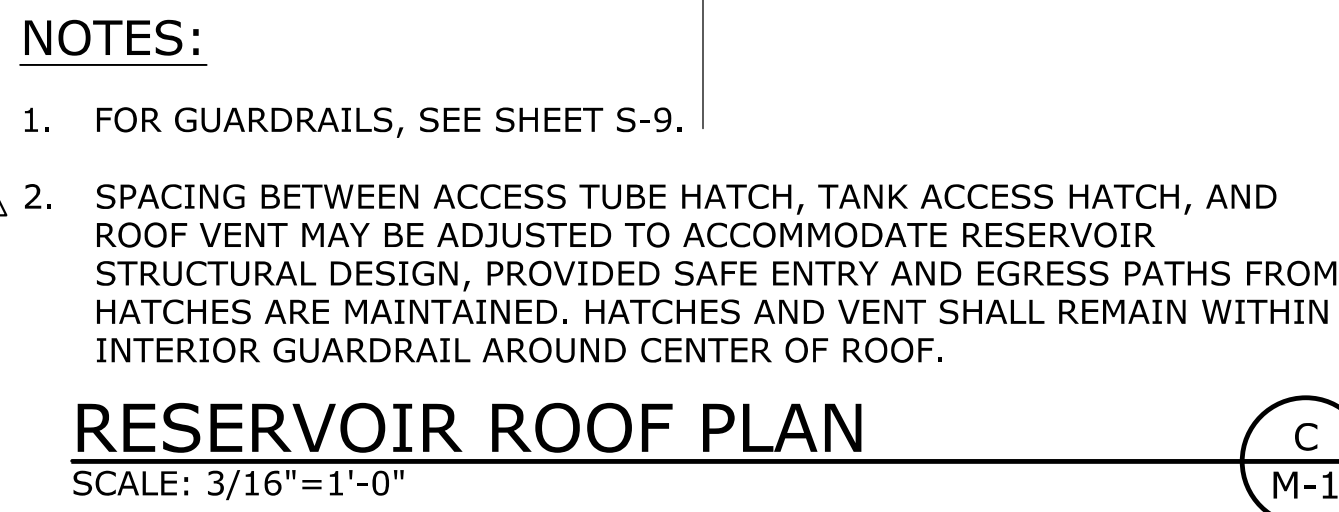 NOTES:
1. FOR GUARDRAILS, SEE SHEET S-9.
2. SPACING BETWEEN ACCESS TUBE HATCH, TANK ACCESS HATCH, AND
ROOF VENT MAY BE ADJUSTED TO ACCOMMODATE RESERVOIR
STRUCTURAL DESIGN, PROVIDED SAFE ENTRY AND EGRESS PATHS FROM
HATCHES ARE MAINTAINED. HATCHES AND VENT SHALL REMAIN WITHIN
INTERIOR GUARDRAIL AROUND CENTER OF ROOF.
RESERVOIR ROOF PLAN
SCALE: 3/16"=1'-0"
C
M-1